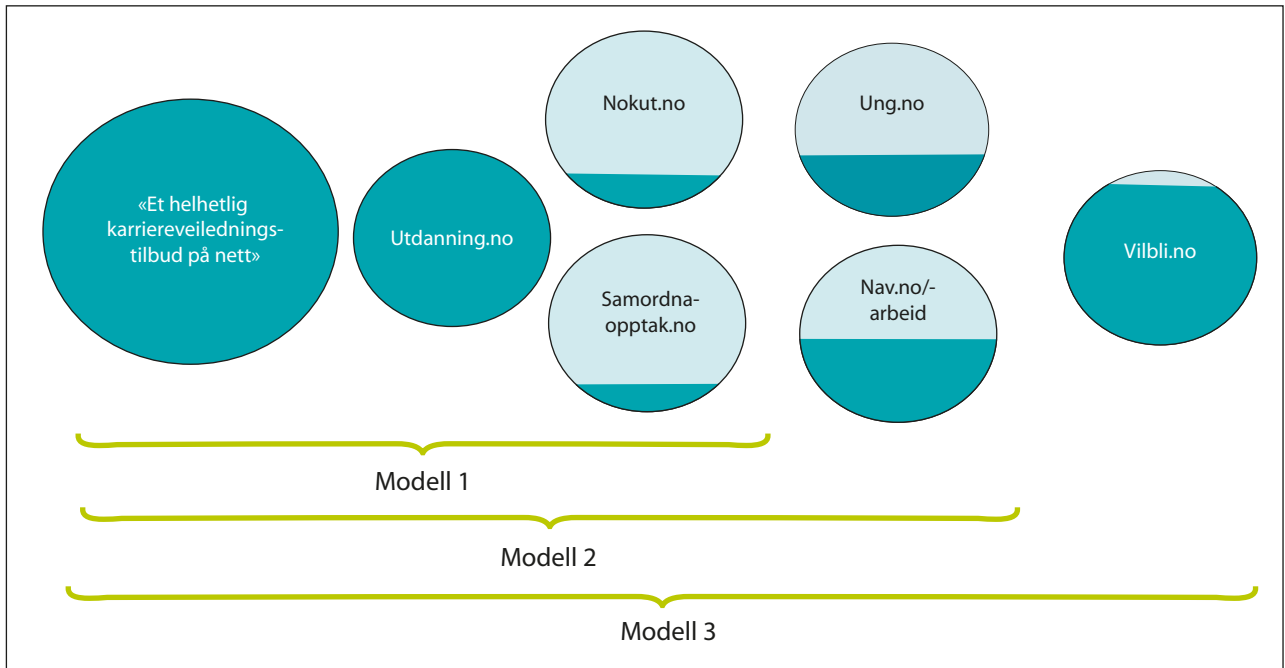 «Et helhetlig
karriereveilednings-
tilbud på nett»
Utdanning.no
Nokut.no
Samordna-
opptak.no
Ung.no
Nav.no/-
arbeid
Vilbli.no
Modell 1
Modell 2
Modell 3